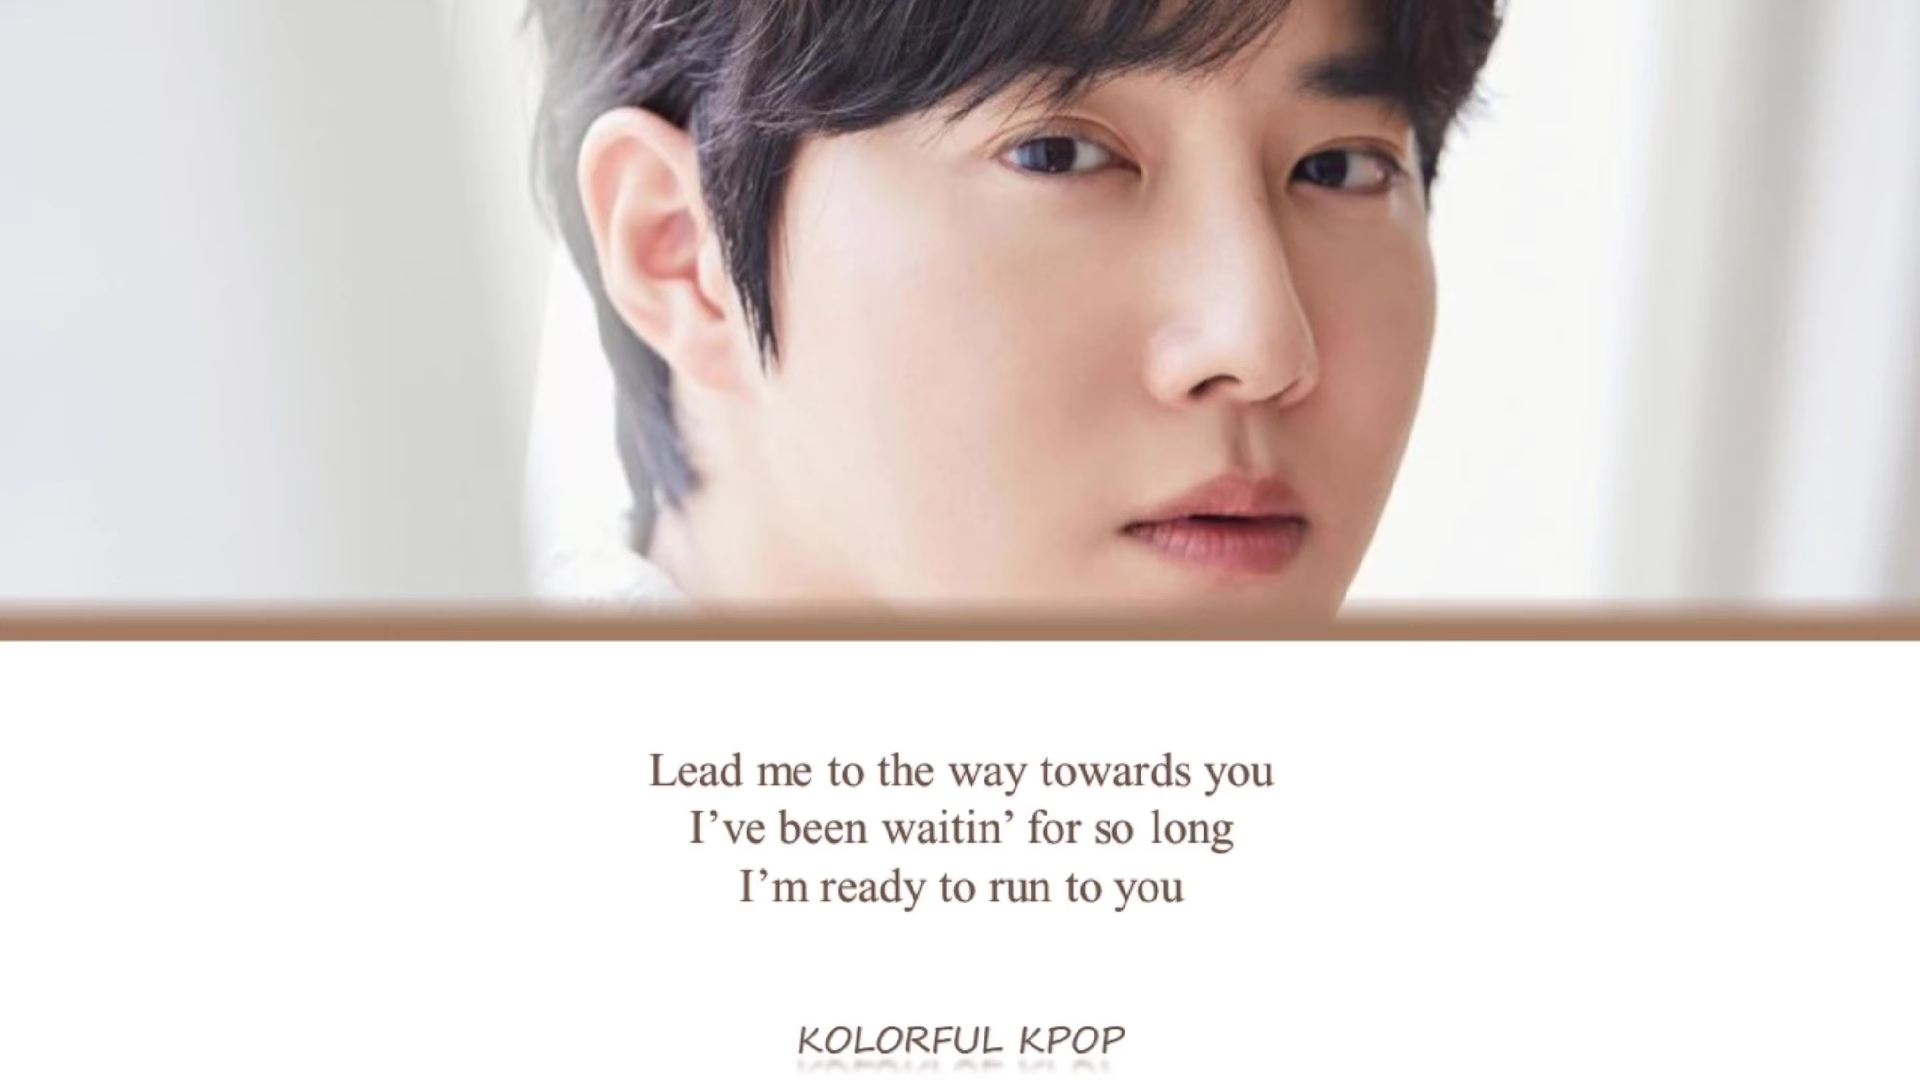 Lead me to the way towards you
I’ve been waitin’ for so long
I’m ready to run to you
KOLORFUL KPOP